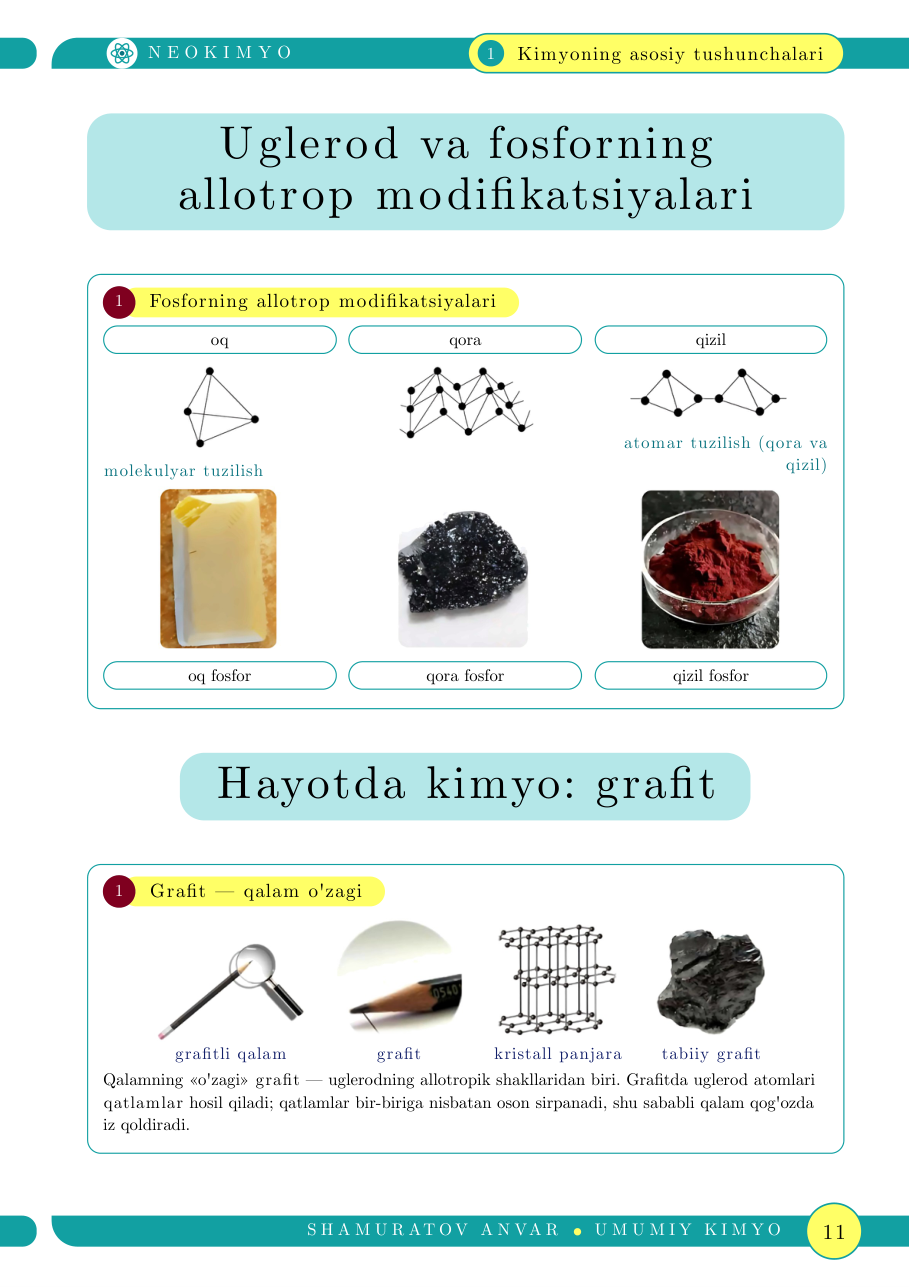 NEOKIMYO
1 Kimyoning asosiy tushunchalari
Uglerod va fosforning
allotrop modifikatsiyalari
1 Fosforning allotrop modifikatsiyalari
oq
qora
qizil
molekulyar tuzilish
atomar tuzilish (qora va
qizil)
oq fosfor
qora fosfor
qizil fosfor
Hayotda kimyo: grafit
1 Grafit — qalam o'zagi
0540
grafitli qalam
grafit
kristall panjara
tabiiy grafit
Qalamning «o'zagi» grafit — uglerodning allotropik shakllaridan biri. Grafitda uglerod atomlari
qatlamlar hosil qiladi; qatlamlar bir-biriga nisbatan oson sirpanadi, shu sababli qalam qog'ozda
iz qoldiradi.
SHAMURATOV ANVAR • UMUMIY KIMYO
11